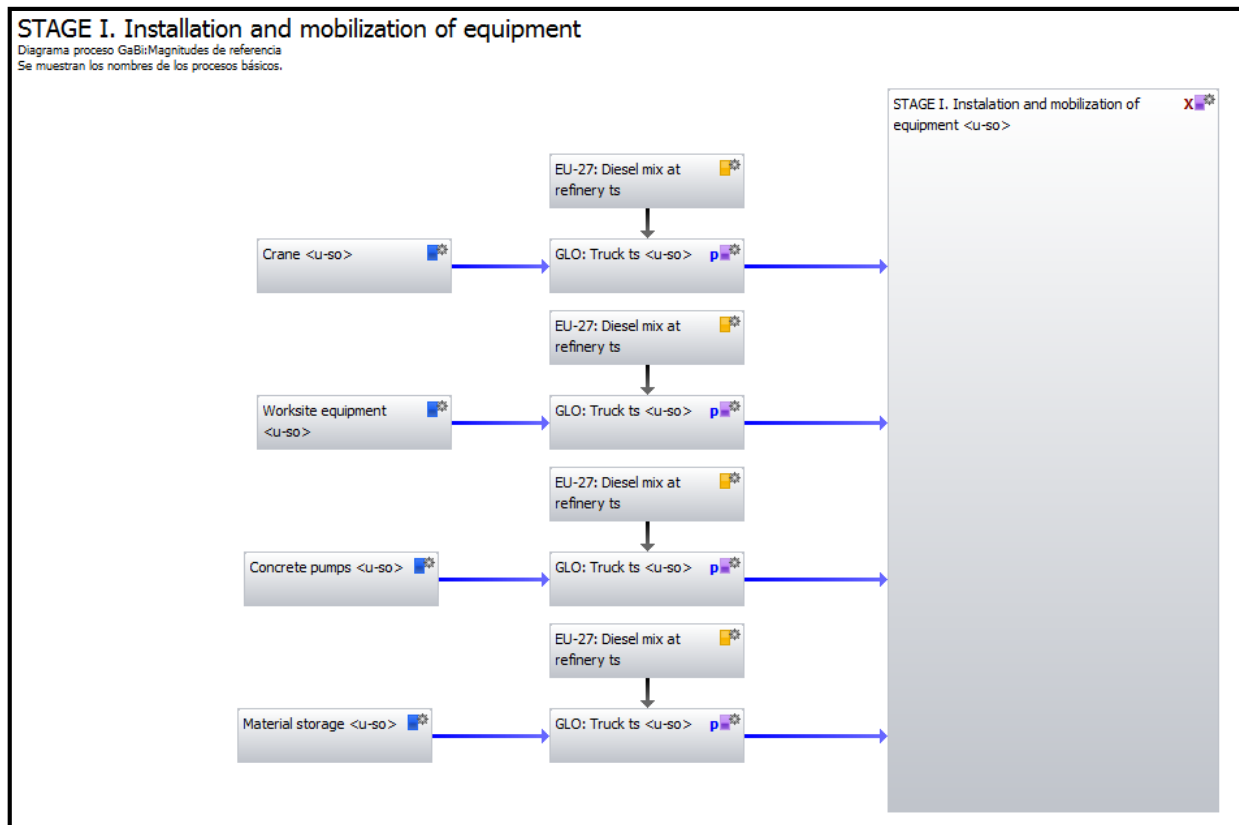 STAGE I. Installation and mobilization of equipment
Diagrama proceso GaBi:Magnitudes de referencia
Se muestran los nombres de los procesos básicos.
STAGE I. Instalation and mobilization of
equipment <u-so>
X
EU-27: Diesel mix at
refinery ts
Crane <u-so>
GLO: Truck ts <u-so>
p
EU-27: Diesel mix at
refinery ts
Worksite equipment
<u-so>
GLO: Truck ts <u-so>
p
EU-27: Diesel mix at
refinery ts
Concrete pumps <u-so>
GLO: Truck ts <u-so>
p
EU-27: Diesel mix at
refinery ts
Material storage <u-so>
GLO: Truck ts <u-so>
p